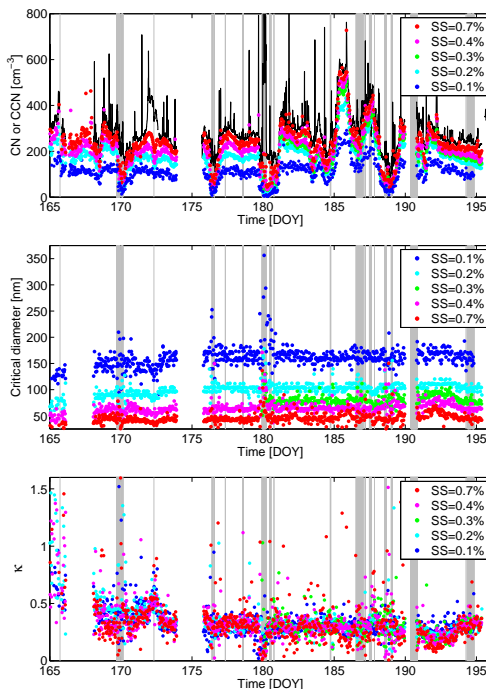 CN or CCN [cm⁻³]
800
600
400
200
0
165 170 175 180 185 190 195
Time [DOY]
SS=0.7%
SS=0.4%
SS=0.3%
SS=0.2%
SS=0.1%
Critical diameter [nm]
350
300
250
200
150
100
50
165 170 175 180 185 190 195
Time [DOY]
SS=0.1%
SS=0.2%
SS=0.3%
SS=0.4%
SS=0.7%
κ
1.5
1
0.5
0
165 170 175 180 185 190 195
Time [DOY]
SS=0.7%
SS=0.4%
SS=0.3%
SS=0.2%
SS=0.1%